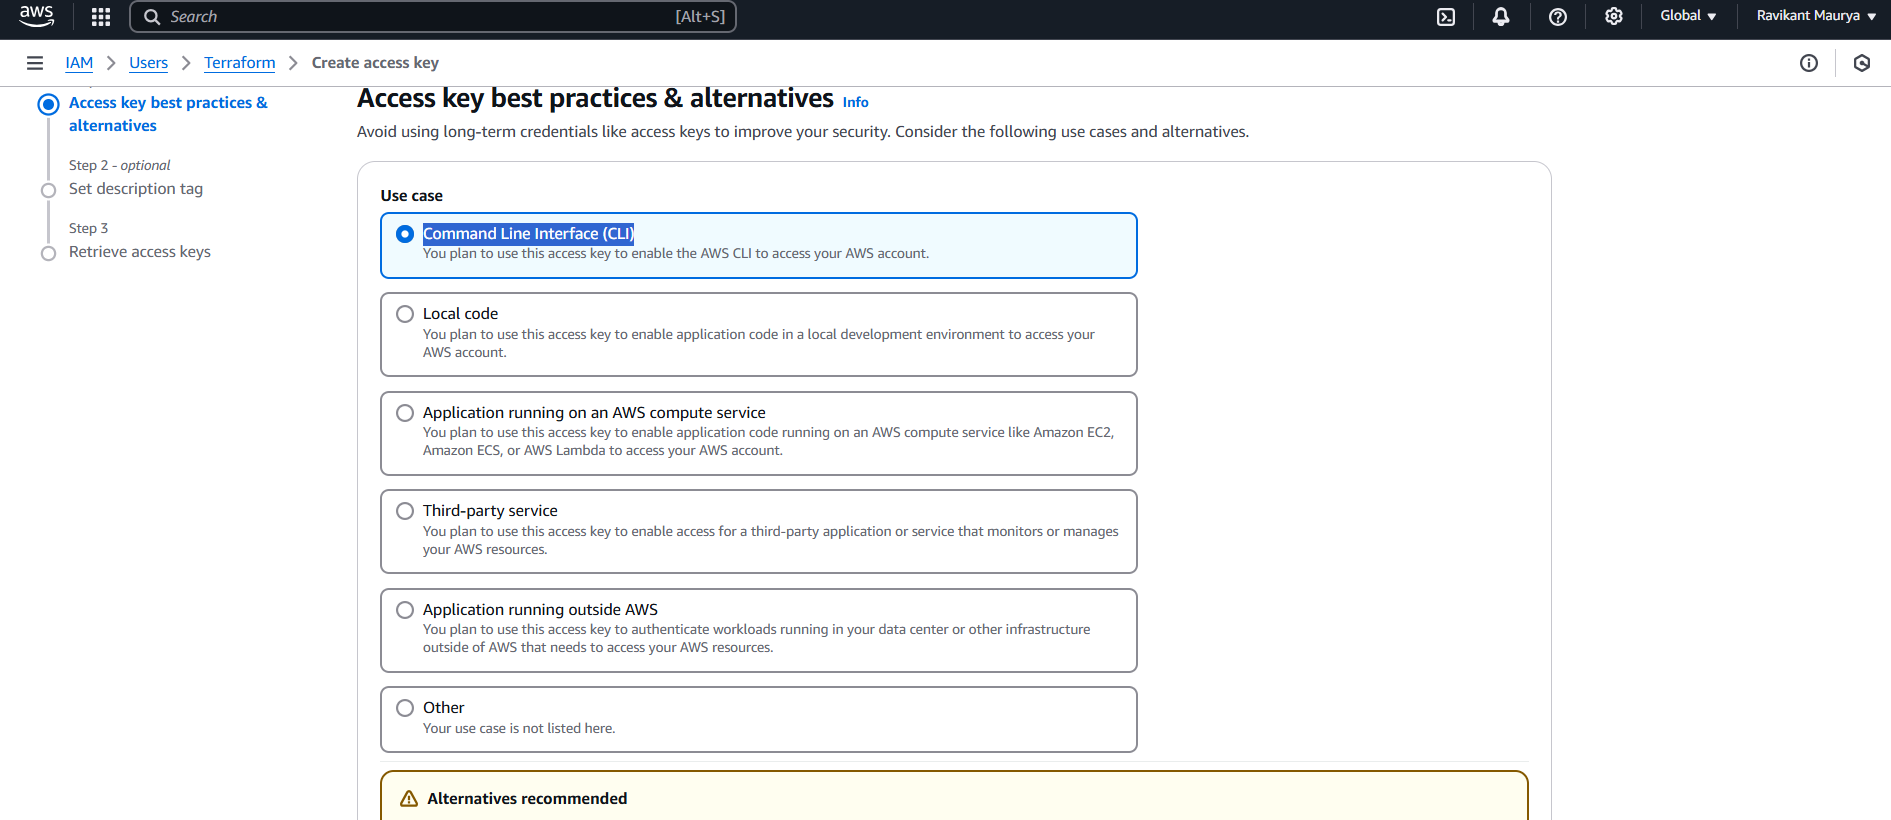 aws
Search
[Alt+S]
Global
Ravikant Maurya
IAM
Users
Terraform
Create access key
Access key best practices &
alternatives
Step 2 - optional
Set description tag
Step 3
Retrieve access keys
Access key best practices & alternatives Info
Avoid using long-term credentials like access keys to improve your security. Consider the following use cases and alternatives.
Use case
Command Line Interface (CLI)
You plan to use this access key to enable the AWS CLI to access your AWS account.
Local code
You plan to use this access key to enable application code in a local development environment to access your
AWS account.
Application running on an AWS compute service
You plan to use this access key to enable application code running on an AWS compute service like Amazon EC2,
Amazon ECS, or AWS Lambda to access your AWS account.
Third-party service
You plan to use this access key to enable access for a third-party application or service that monitors or manages
your AWS resources.
Application running outside AWS
You plan to use this access key to authenticate workloads running in your data center or other infrastructure
outside of AWS that needs to access your AWS resources.
Other
Your use case is not listed here.
Alternatives recommended